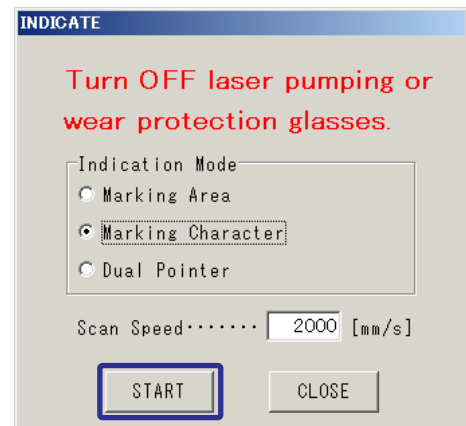 INDICATE
Turn OFF laser pumping or
wear protection glasses.
Indication Mode
Marking Area
Marking Character
Dual Pointer
Scan Speed······· 2000 [mm/s]
START CLOSE